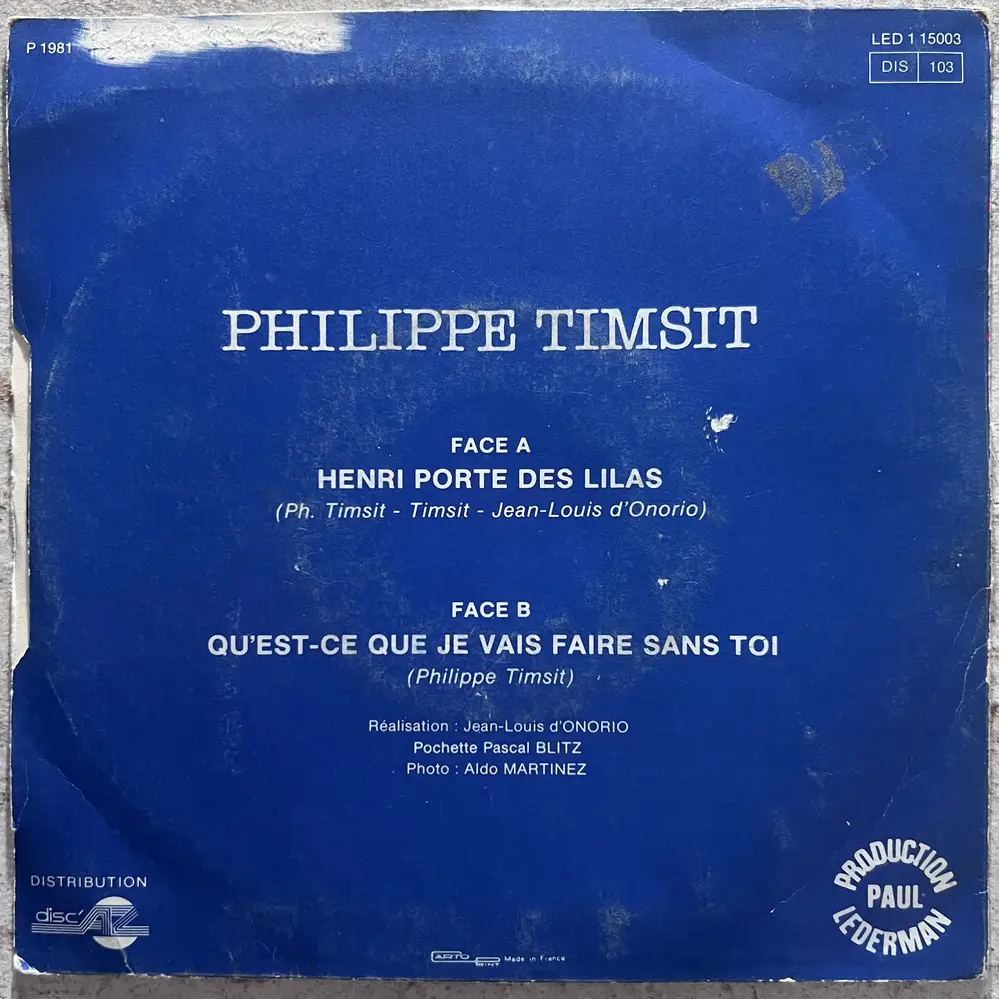 P 1981
LED 1 15003
DIS 103
PHILIPPE TIMSIT
FACE A
HENRI PORTE DES LILAS
(Ph. Timsit - Timsit - Jean-Louis d'Onorio)
FACE B
QU'EST-CE QUE JE VAIS FAIRE SANS TOI
(Philippe Timsit)
Réalisation : Jean-Louis d'ONORIO
Pochette Pascal BLITZ
Photo : Aldo MARTINEZ
DISTRIBUTION
disc'AZ
PRODUCTION
PAUL
LEDERMAN
ARTO
PRINT
Made in France